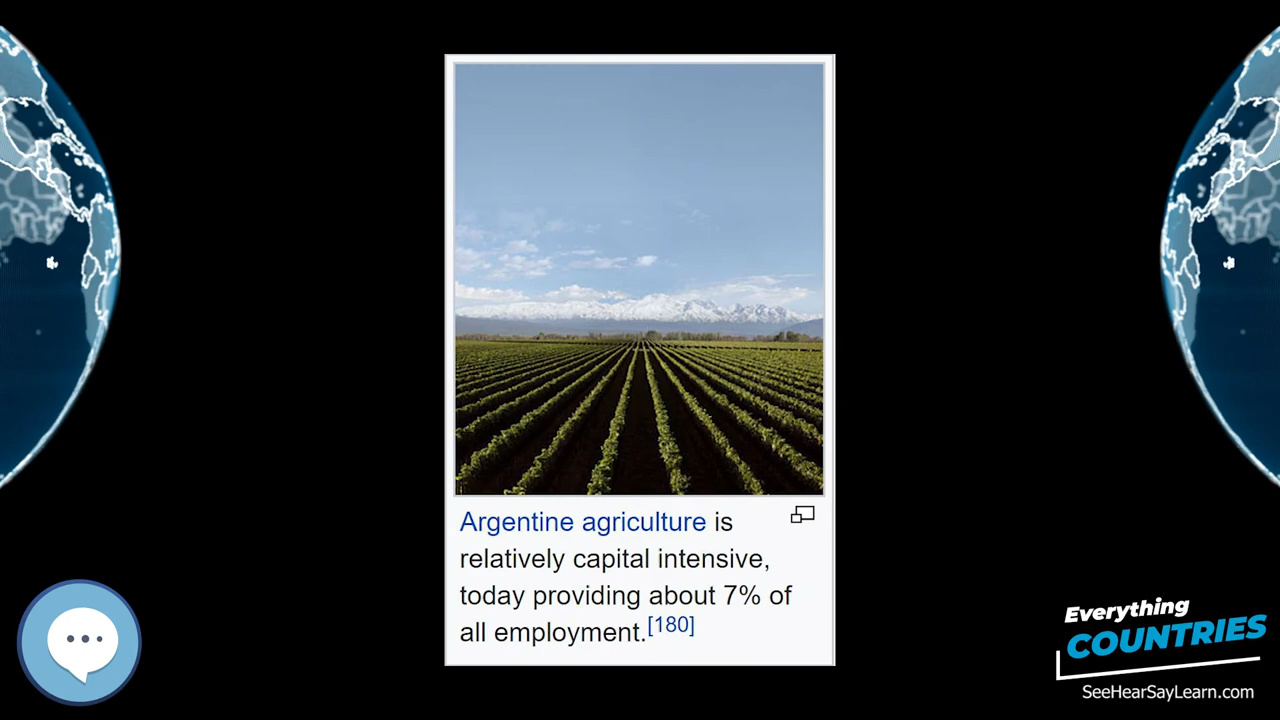 Argentine agriculture is
relatively capital intensive,
today providing about 7% of
all employment.[180]
Everything
COUNTRIES
SeeHearSayLearn.com